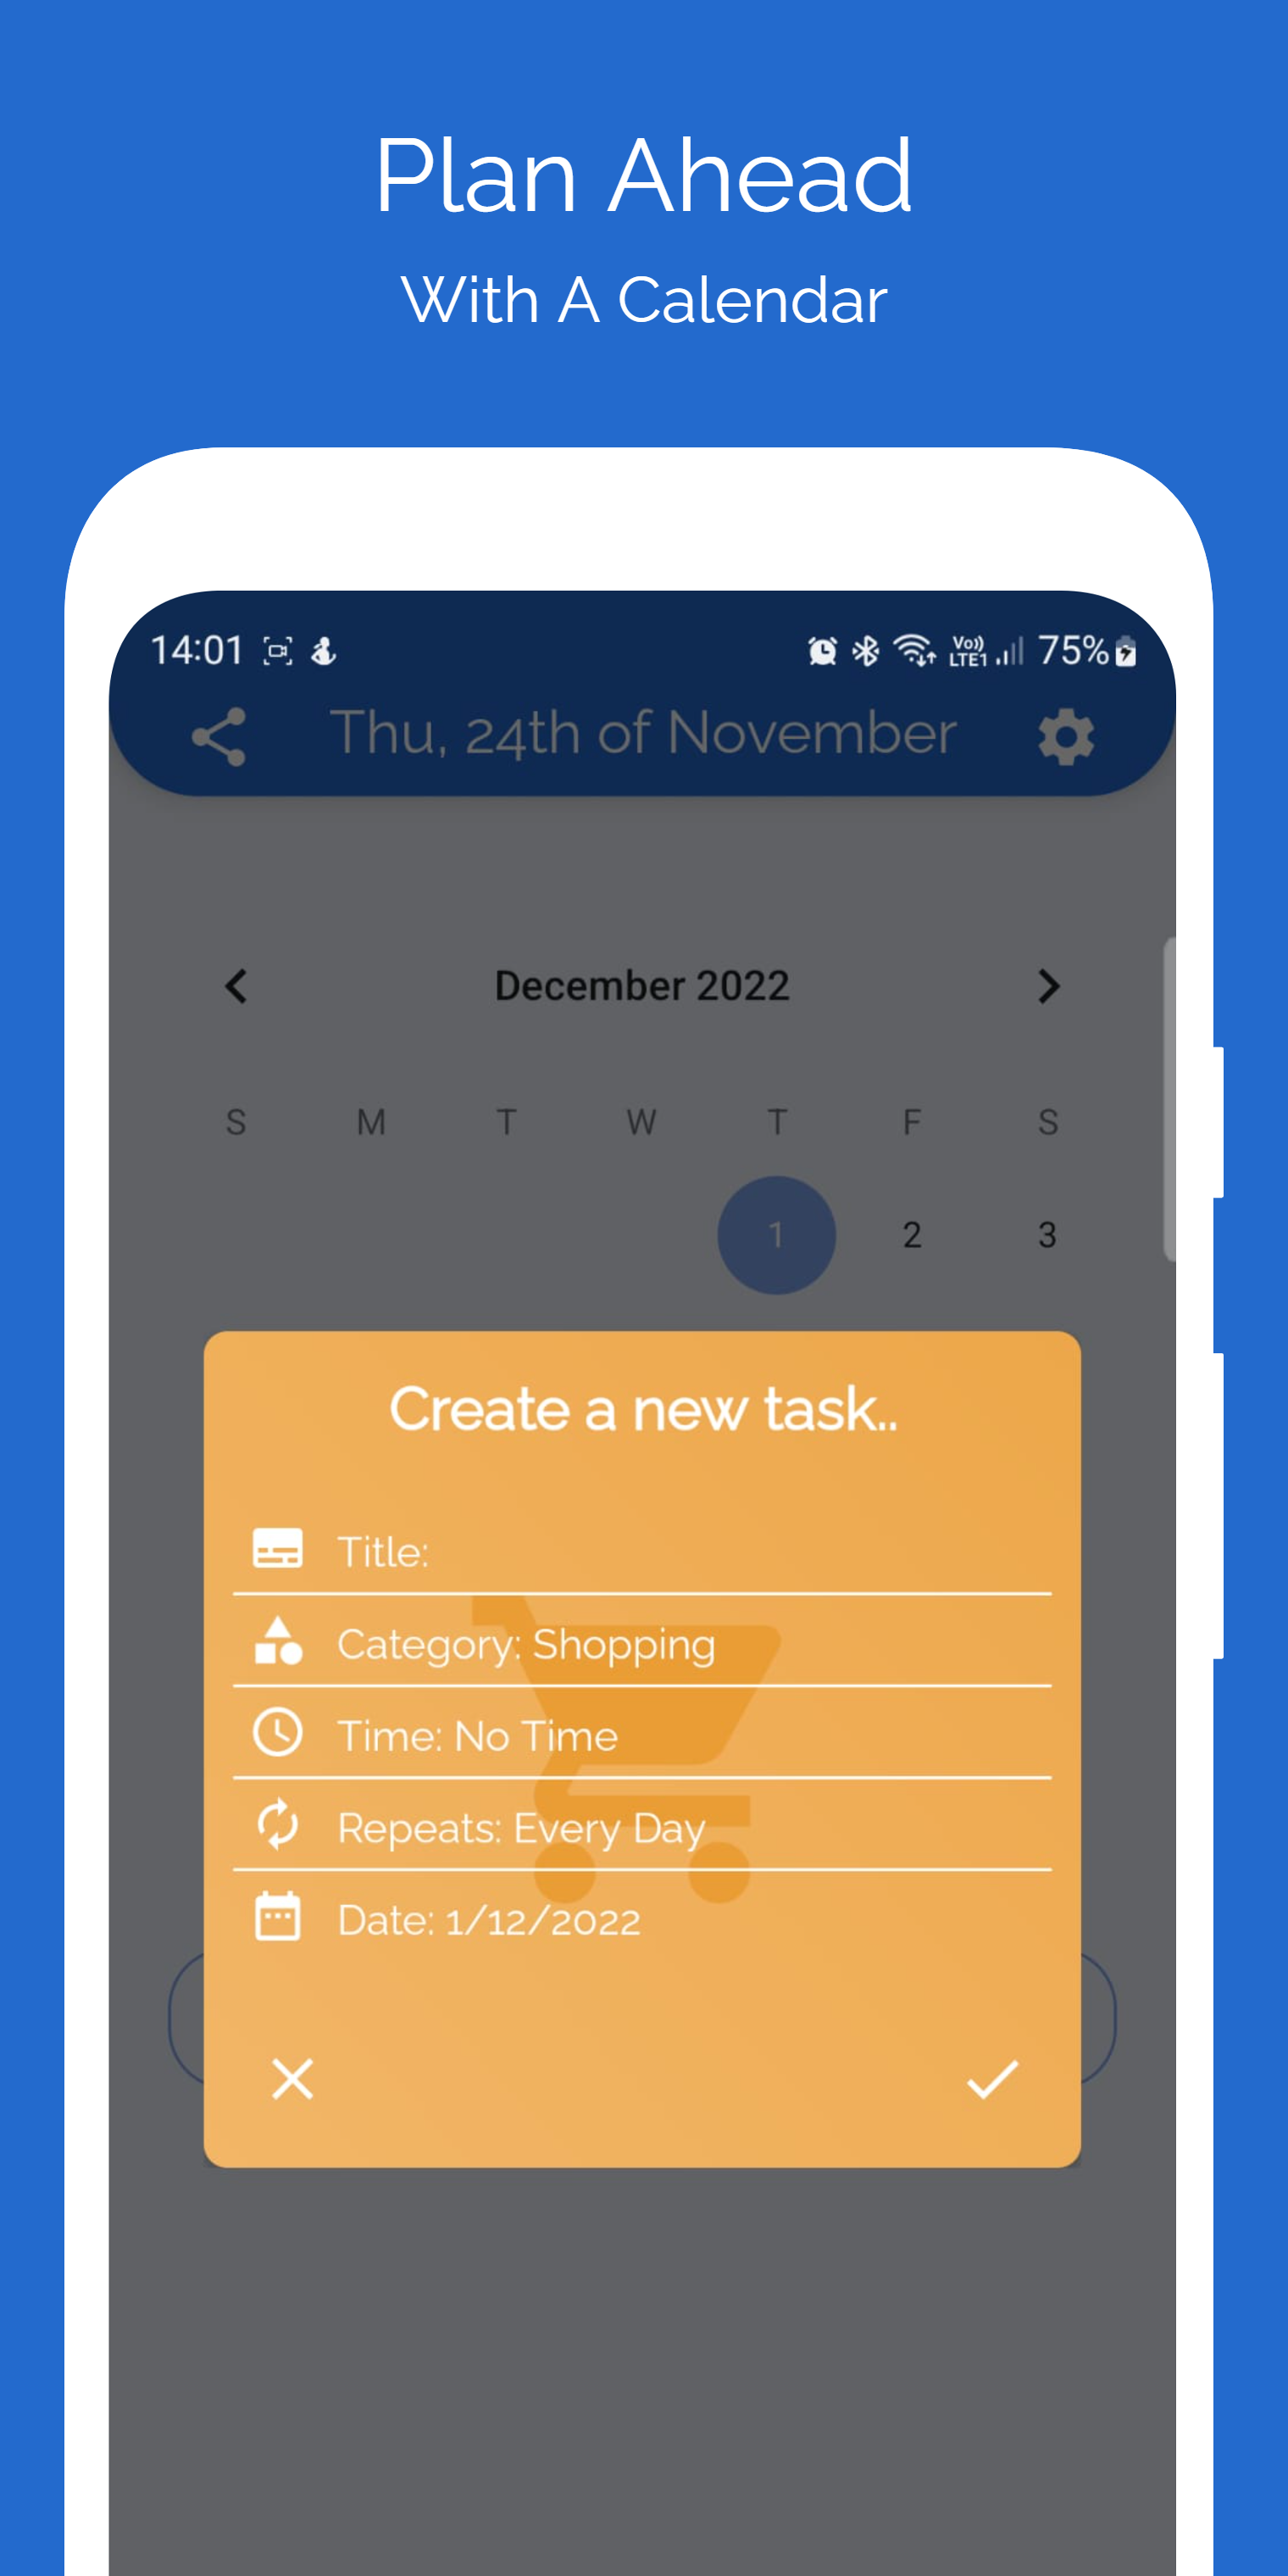 Plan Ahead
With A Calendar
14:01 Vo)) LTE1 75%
Thu, 24th of November
December 2022
S M T W T F S
1 2 3
Create a new task..
Title:
Category: Shopping
Time: No Time
Repeats: Every Day
Date: 1/12/2022